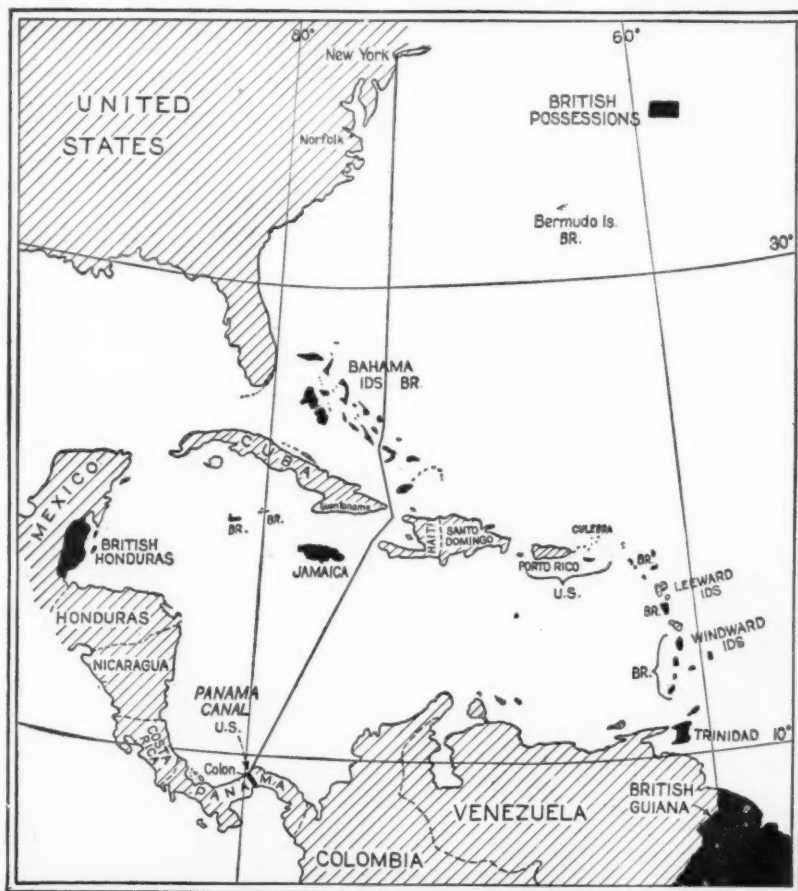 80°
60°
New York
UNITED
STATES
BRITISH
POSSESSIONS
Norfolk
Bermuda Is.
BR.
30°
BAHAMA
IDS BR.
CUBA
Guantanamo
MEXICO
BR.
BR.
BRITISH
HONDURAS
JAMAICA
HAITI
SANTO
DOMINGO
CULEBRA
PORTO RICO
U.S.
BR.
LEEWARD
IDS
BR.
HONDURAS
WINDWARD
IDS
NICARAGUA
BR.
PANAMA
CANAL
U.S.
COSTA
RICA
TRINIDAD
10°
Colon
PANAMA
BRITISH
GUIANA
VENEZUELA
COLOMBIA